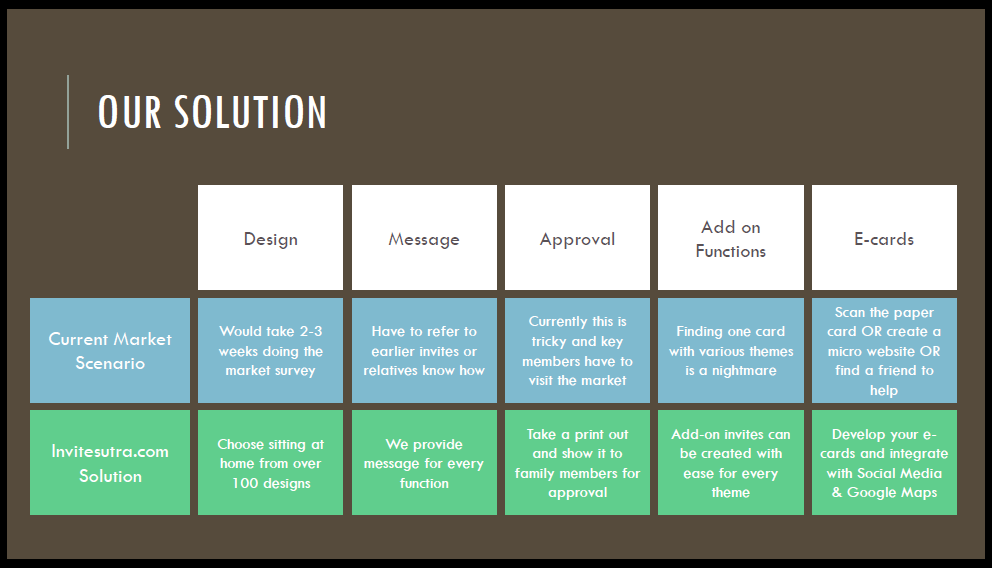 OUR SOLUTION
Design
Message
Approval
Add on
Functions
E-cards
Current Market
Scenario
Would take 2-3
weeks doing the
market survey
Have to refer to
earlier invites or
relatives know how
Currently this is
tricky and key
members have to
visit the market
Finding one card
with various themes
is a nightmare
Scan the paper
card OR create a
micro website OR
find a friend to
help
Invitesutra.com
Solution
Choose sitting at
home from over
100 designs
We provide
message for every
function
Take a print out
and show it to
family members for
approval
Add-on invites can
be created with
ease for every
theme
Develop your e-
cards and integrate
with Social Media
& Google Maps